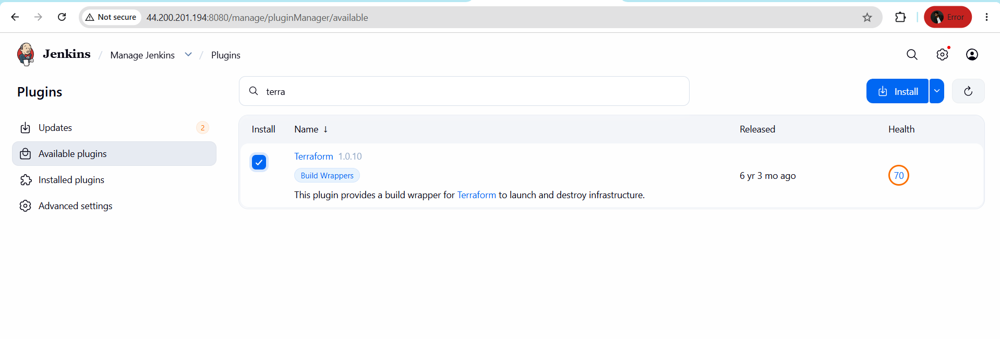 Not secure 44.200.201.194:8080/manage/pluginManager/available Error
Jenkins / Manage Jenkins / Plugins
Plugins
terra
Install
Updates 2
Available plugins
Installed plugins
Advanced settings
Install Name ↓ Released Health
Terraform 1.0.10
Build Wrappers
This plugin provides a build wrapper for Terraform to launch and destroy infrastructure.
6 yr 3 mo ago
70